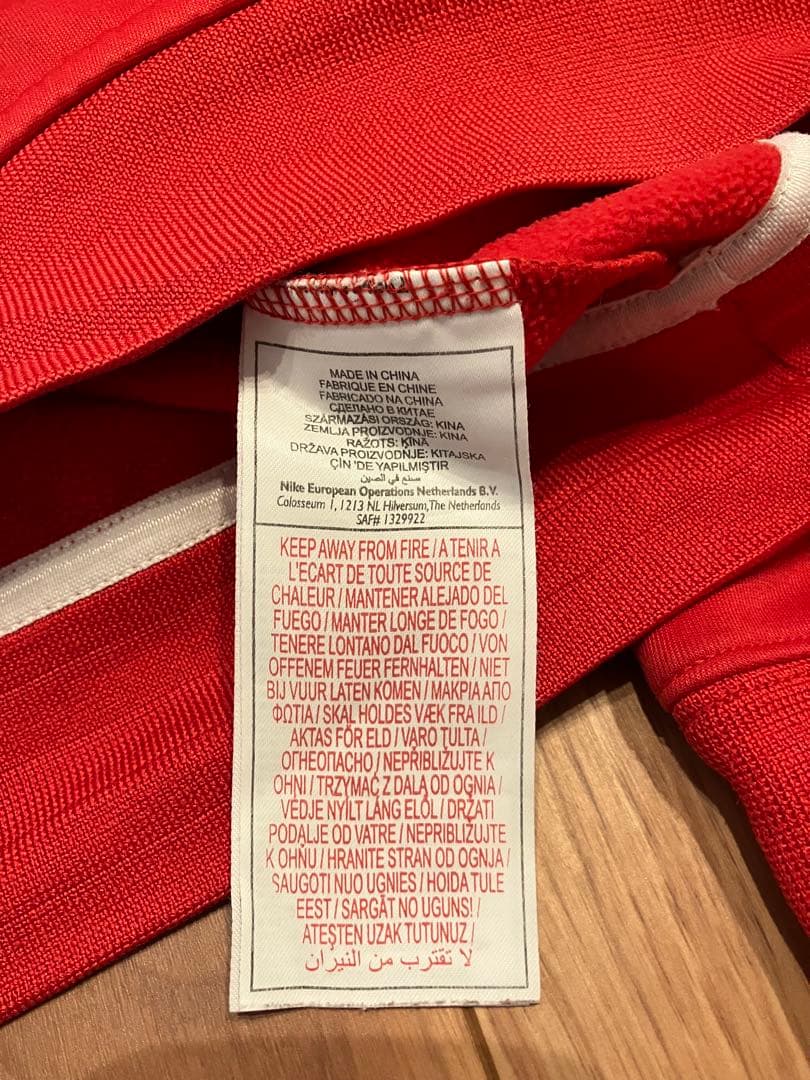 MADE IN CHINA
FABRIQUE EN CHINE
FABRICADO NA CHINA
СДЕЛАНО В КИТАЕ
SZÁRMAZÁSI ORSZÁG: KINA
ZEMLJA PROIZVODNJE: KINA
RAŽOTS: ĶĪNA
DRŽAVA PROIZVODNJE: KITAJSKA
ÇİN 'DE YAPILMIŞTIR
صنع في الصين
Nike European Operations Netherlands B.V.
Colosseum 1, 1213 NL Hilversum, The Netherlands
SAF# 1329922
KEEP AWAY FROM FIRE / A TENIR A
L'ECART DE TOUTE SOURCE DE
CHALEUR / MANTENER ALEJADO DEL
FUEGO / MANTER LONGE DE FOGO /
TENERE LONTANO DAL FUOCO / VON
OFFENEM FEUER FERNHALTEN / NIET
BIJ VUUR LATEN KOMEN / ΜΑΚΡΙΑ ΑΠΟ
ΦΩΤΙΑ / SKAL HOLDES VÆK FRA ILD /
AKTAS FÖR ELD / VARO TULTA /
ОГНЕОПАСНО / NEPŘIBLIŽUJTE K
OHNI / TRZYMAĆ Z DALA OD OGNIA /
VÉDJE NYÍLT LÁNG ELŐL / DRŽATI
PODALJE OD VATRE / NEPRIBLIŽUJTE
K OHŇU / HRANITE STRAN OD OGNJA /
SAUGOTI NUO UGNIES / HOIDA TULE
EEST / SARGĀT NO UGUNS! /
ATEŞTEN UZAK TUTUNUZ /
لا تقترب من النيران